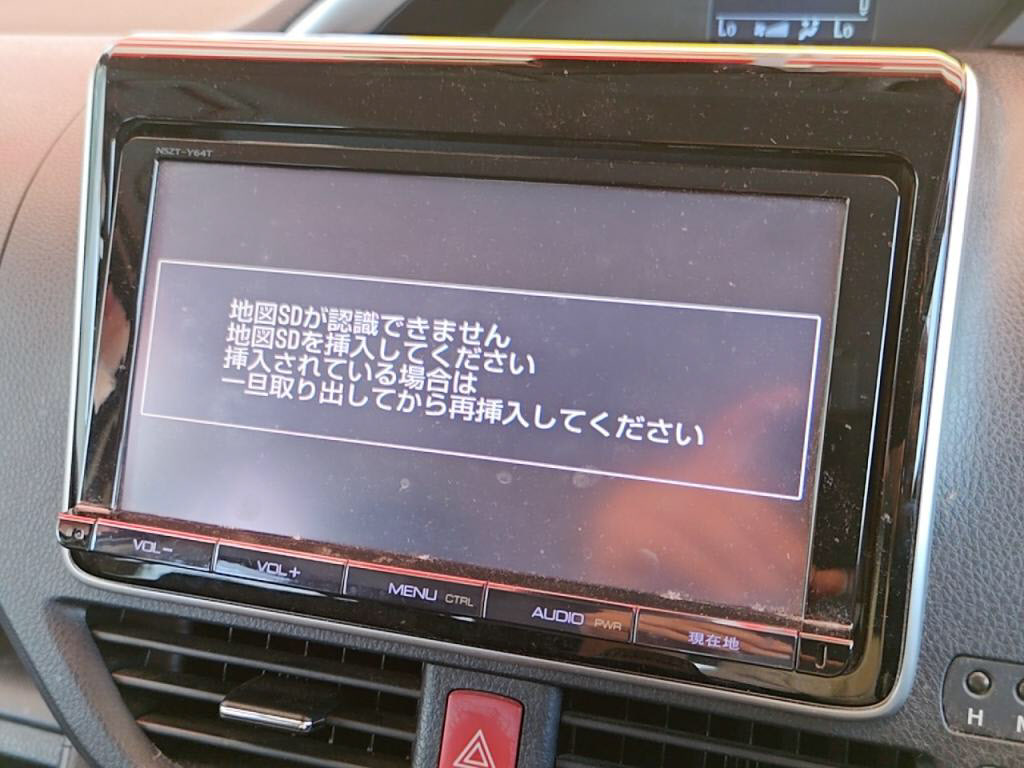 Lo Lo
NSZT-Y64T
地図SDが認識できません
地図SDを挿入してください
挿入されている場合は
一旦取り出してから再挿入してください
VOL− VOL+ MENU CTRL AUDIO PWR 現在地
H